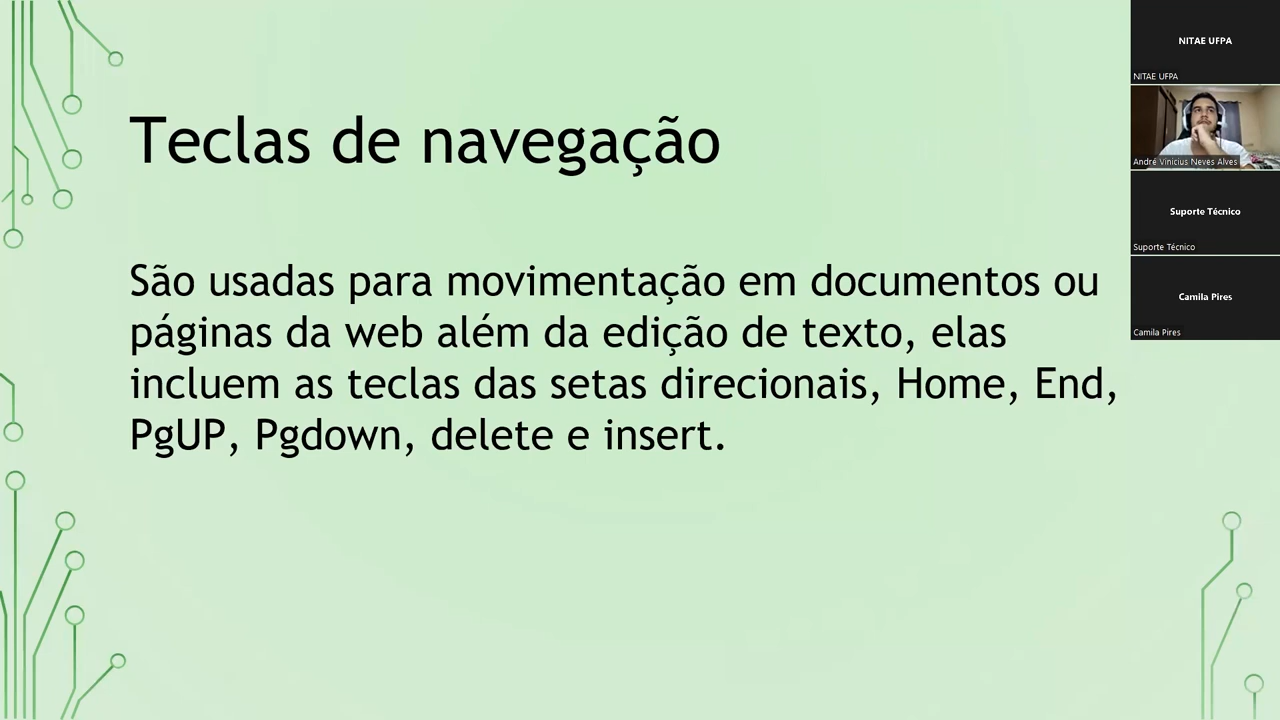 Teclas de navegação
São usadas para movimentação em documentos ou
páginas da web além da edição de texto, elas
incluem as teclas das setas direcionais, Home, End,
PgUP, Pgdown, delete e insert.
NITAE UFPA
NITAE UFPA
André Vinicius Neves Alves
Suporte Técnico
Suporte Técnico
Camila Pires
Camila Pires